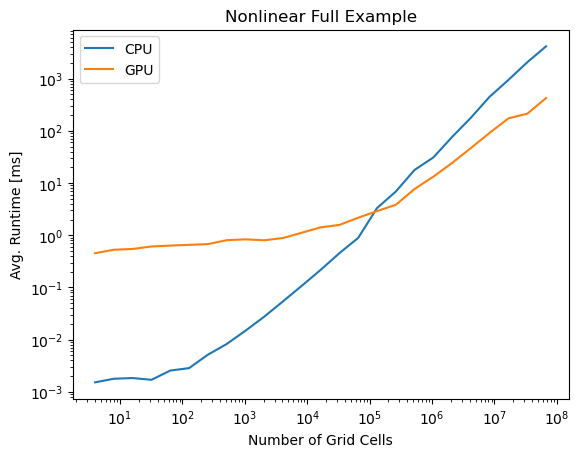 Nonlinear Full Example
CPU
GPU
Avg. Runtime [ms]
10³
10²
10¹
10⁰
10⁻¹
10⁻²
10⁻³
10¹ 10² 10³ 10⁴ 10⁵ 10⁶ 10⁷ 10⁸
Number of Grid Cells